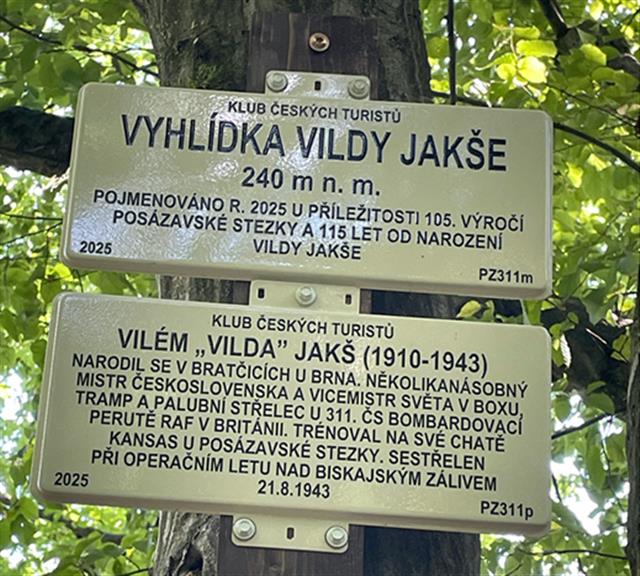 KLUB ČESKÝCH TURISTŮ
VYHLÍDKA VILDY JAKŠE
240 m n. m.
POJMENOVÁNO R. 2025 U PŘÍLEŽITOSTI 105. VÝROČÍ
POSÁZAVSKÉ STEZKY A 115 LET OD NAROZENÍ
VILDY JAKŠE
2025
PZ311m
KLUB ČESKÝCH TURISTŮ
VILÉM „VILDA” JAKŠ (1910-1943)
NARODIL SE V BRATČICÍCH U BRNA. NĚKOLIKANÁSOBNÝ
MISTR ČESKOSLOVENSKA A VICEMISTR SVĚTA V BOXU,
TRAMP A PALUBNÍ STŘELEC U 311. ČS BOMBARDOVACÍ
PERUTĚ RAF V BRITÁNII. TRÉNOVAL NA SVÉ CHATĚ
KANSAS U POSÁZAVSKÉ STEZKY. SESTŘELEN
PŘI OPERAČNÍM LETU NAD BISKAJSKÝM ZÁLIVEM
21.8.1943
2025
PZ311p